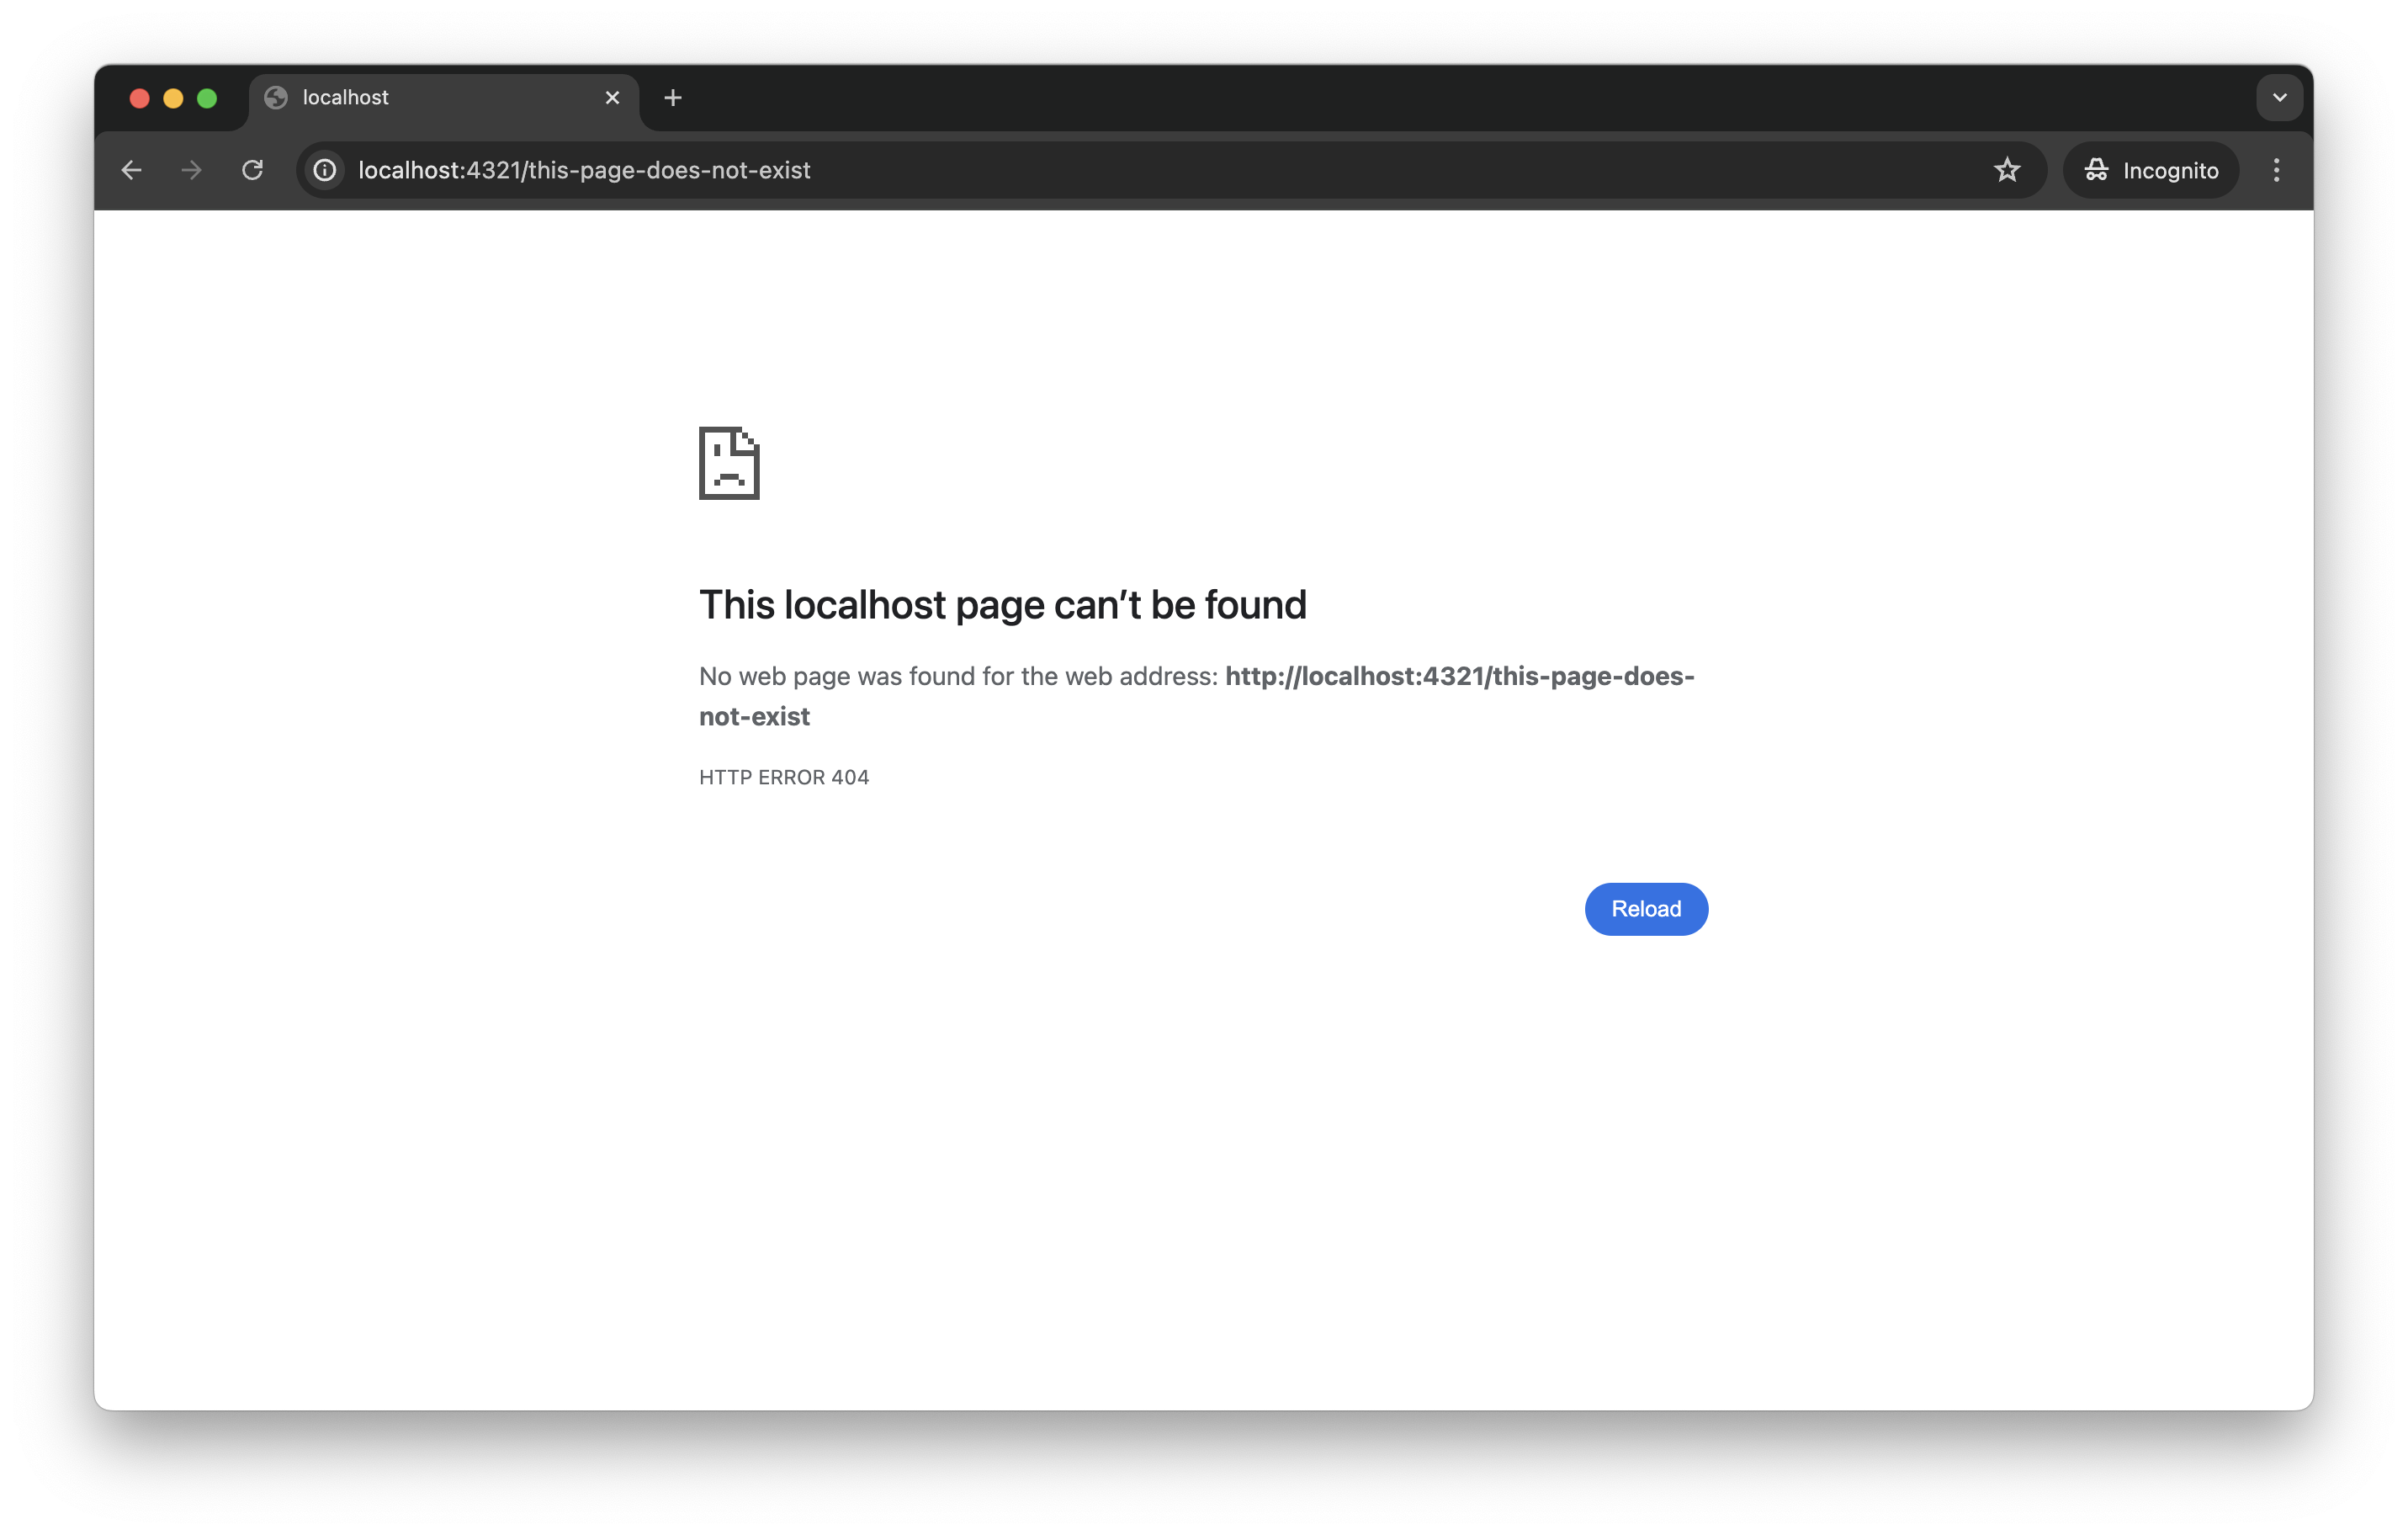 localhost
localhost:4321/this-page-does-not-exist
Incognito
This localhost page can’t be found
No web page was found for the web address: http://localhost:4321/this-page-does-
not-exist
HTTP ERROR 404
Reload